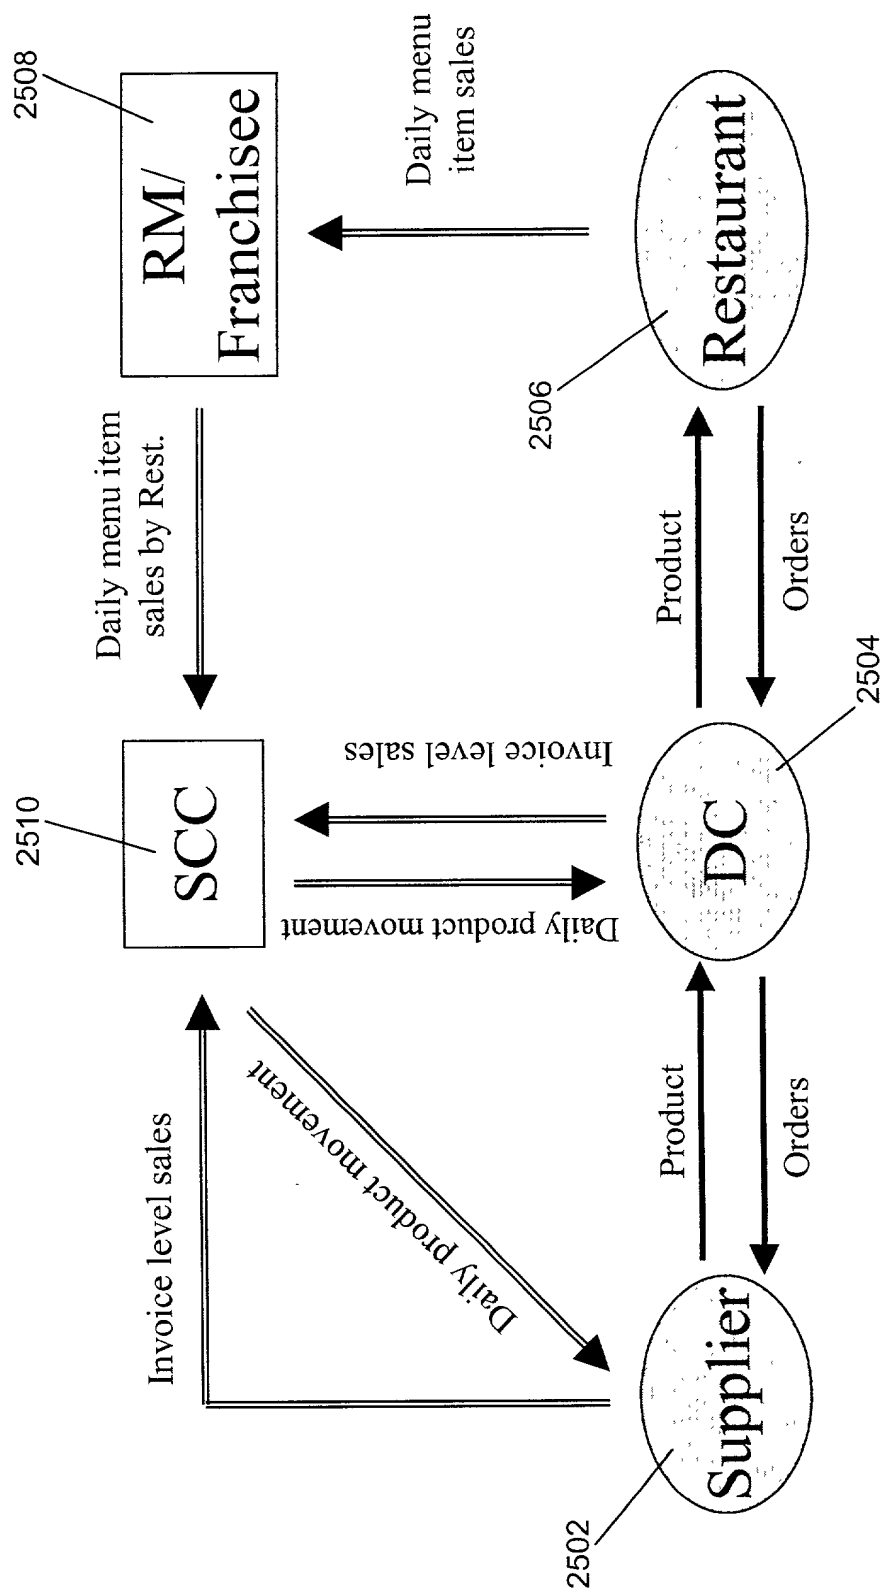 2510
2508
SCC
RM/
Franchisee
Invoice level sales
Daily menu item
sales by Rest.
Daily product movement
Daily product movement
Invoice level sales
Daily menu
item sales
Product
Product
2506
Supplier
DC
Restaurant
Orders
Orders
2502
2504